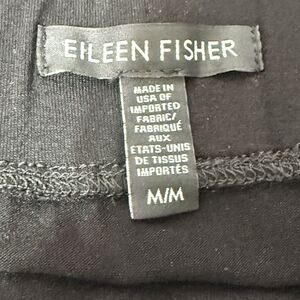 EILEEN FISHER
MADE IN
USA OF
IMPORTED
FABRIC/
FABRIQUÉ
AUX
ETATS-UNIS
DE TISSUS
IMPORTÉS
M/M